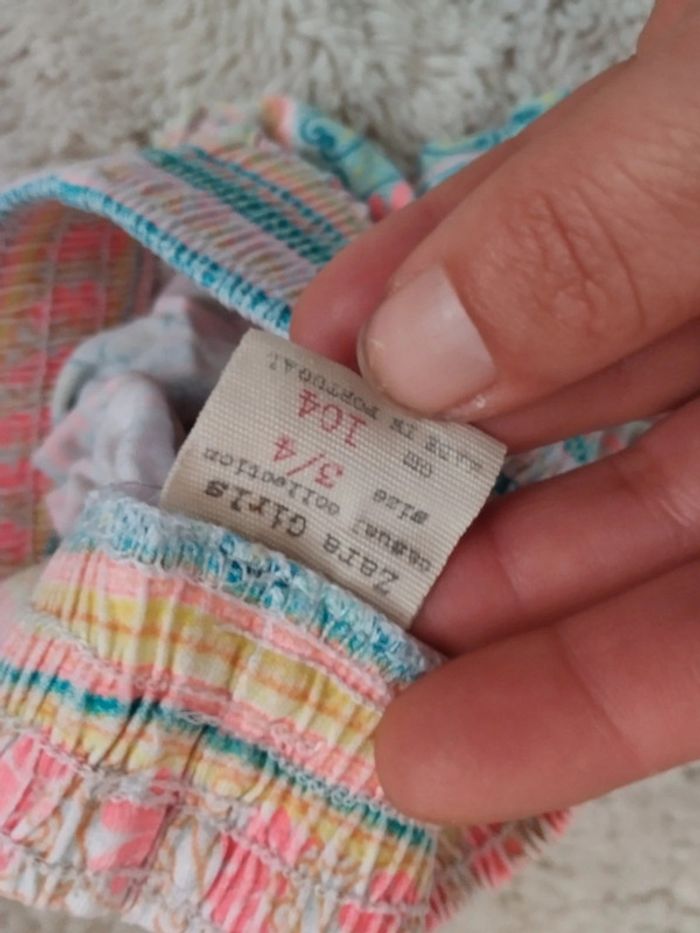 Zara Girls
casual collection
size 3/4
CM 104
MADE IN PORTUGAL